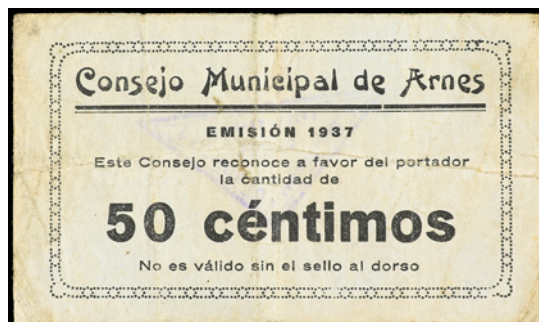 Consejo Municipal de Arnes
EMISIÓN 1937
Este Consejo reconoce a favor del portador
la cantidad de
50 céntimos
No es válido sin el sello al dorso